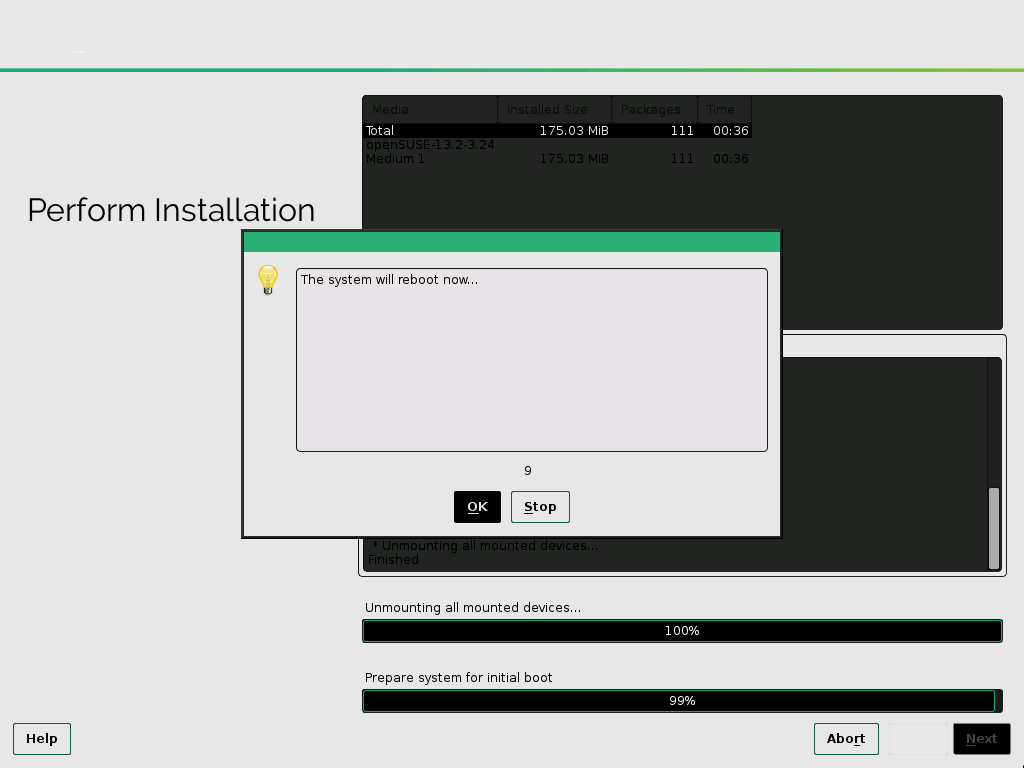 Media Installed Size Packages Time
Total 175.03 MiB 111 00:36
openSUSE-13.2-3.24
Medium 1 175.03 MiB 111 00:36
Perform Installation
The system will reboot now...
9
OK Stop
* Unmounting all mounted devices...
Finished
Unmounting all mounted devices...
100%
Prepare system for initial boot
99%
Help Abort Next